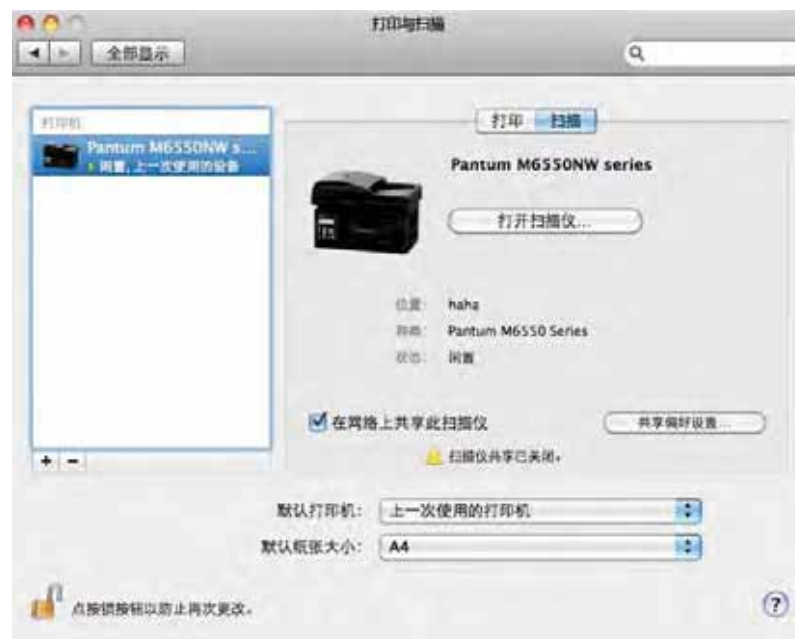 打印与扫描
全部显示
打印机
打印 扫描
Pantum M6550NW s...
闲置，上一次使用的设备
Pantum M6550NW series
打开扫描仪...
位置： haha
种类： Pantum M6550 Series
状态： 闲置
在网络上共享此扫描仪
共享偏好设置...
扫描仪共享已关闭。
默认打印机： 上一次使用的打印机
默认纸张大小： A4
点按锁按钮以防止再次更改。
?